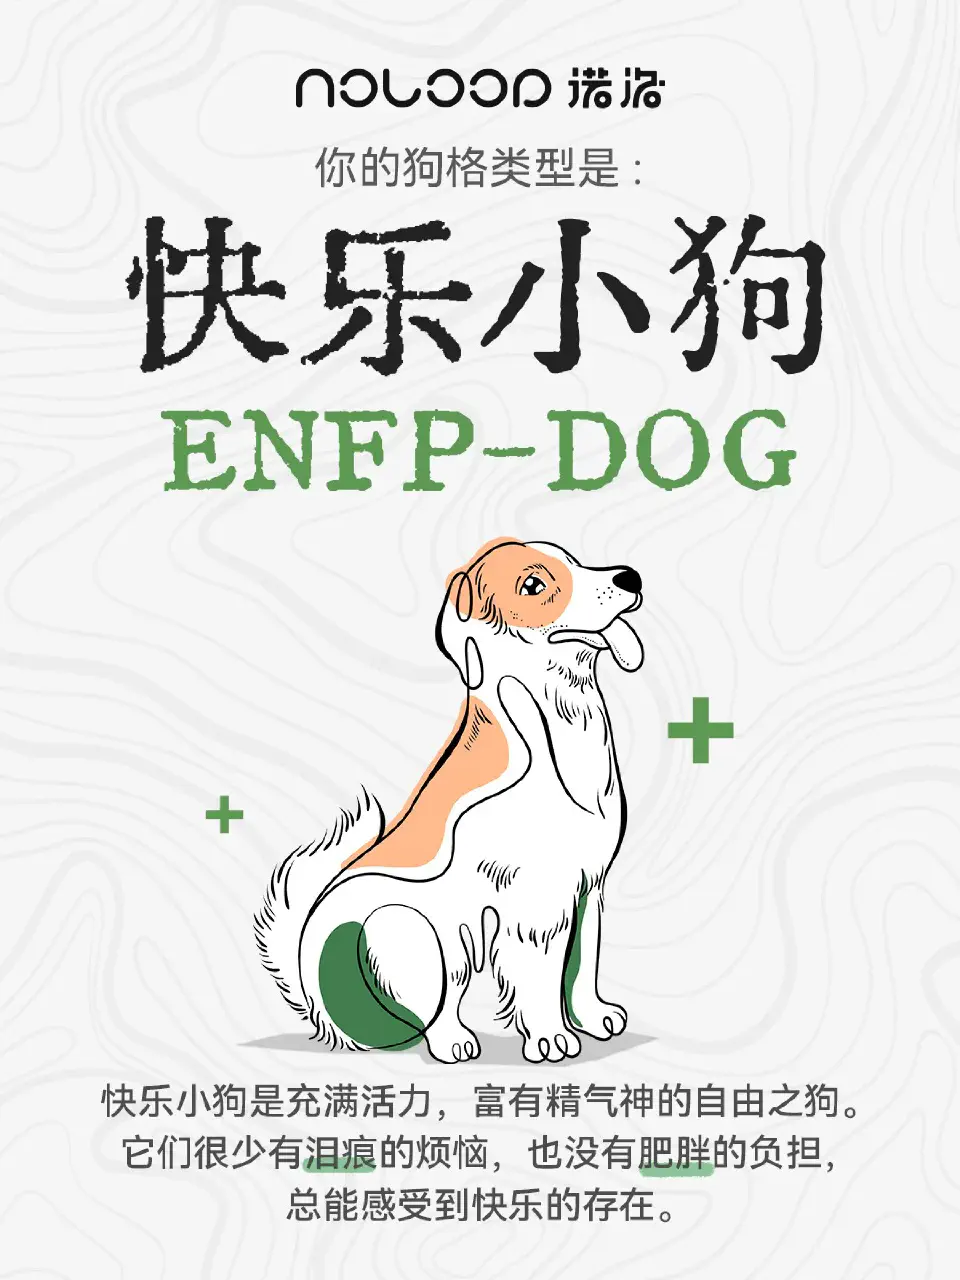 NOLOOP 诺洛
你的狗格类型是：
快乐小狗
ENFP-DOG
快乐小狗是充满活力，富有精气神的自由之狗。
它们很少有泪痕的烦恼，也没有肥胖的负担，
总能感受到快乐的存在。